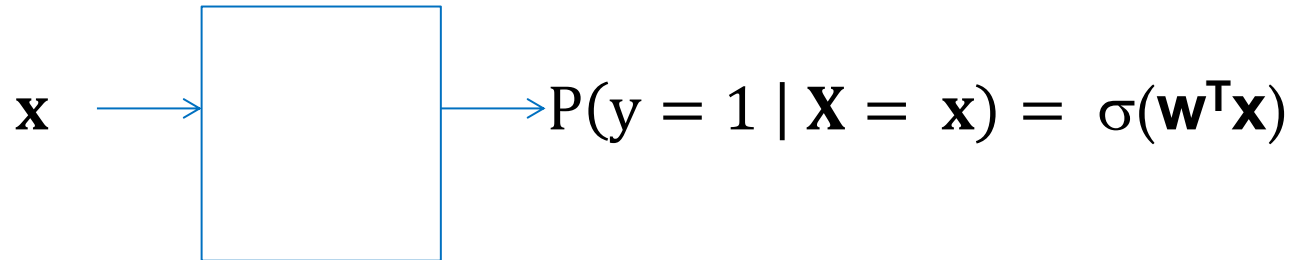 x P(y = 1 | X = x) = σ(wᵀx)